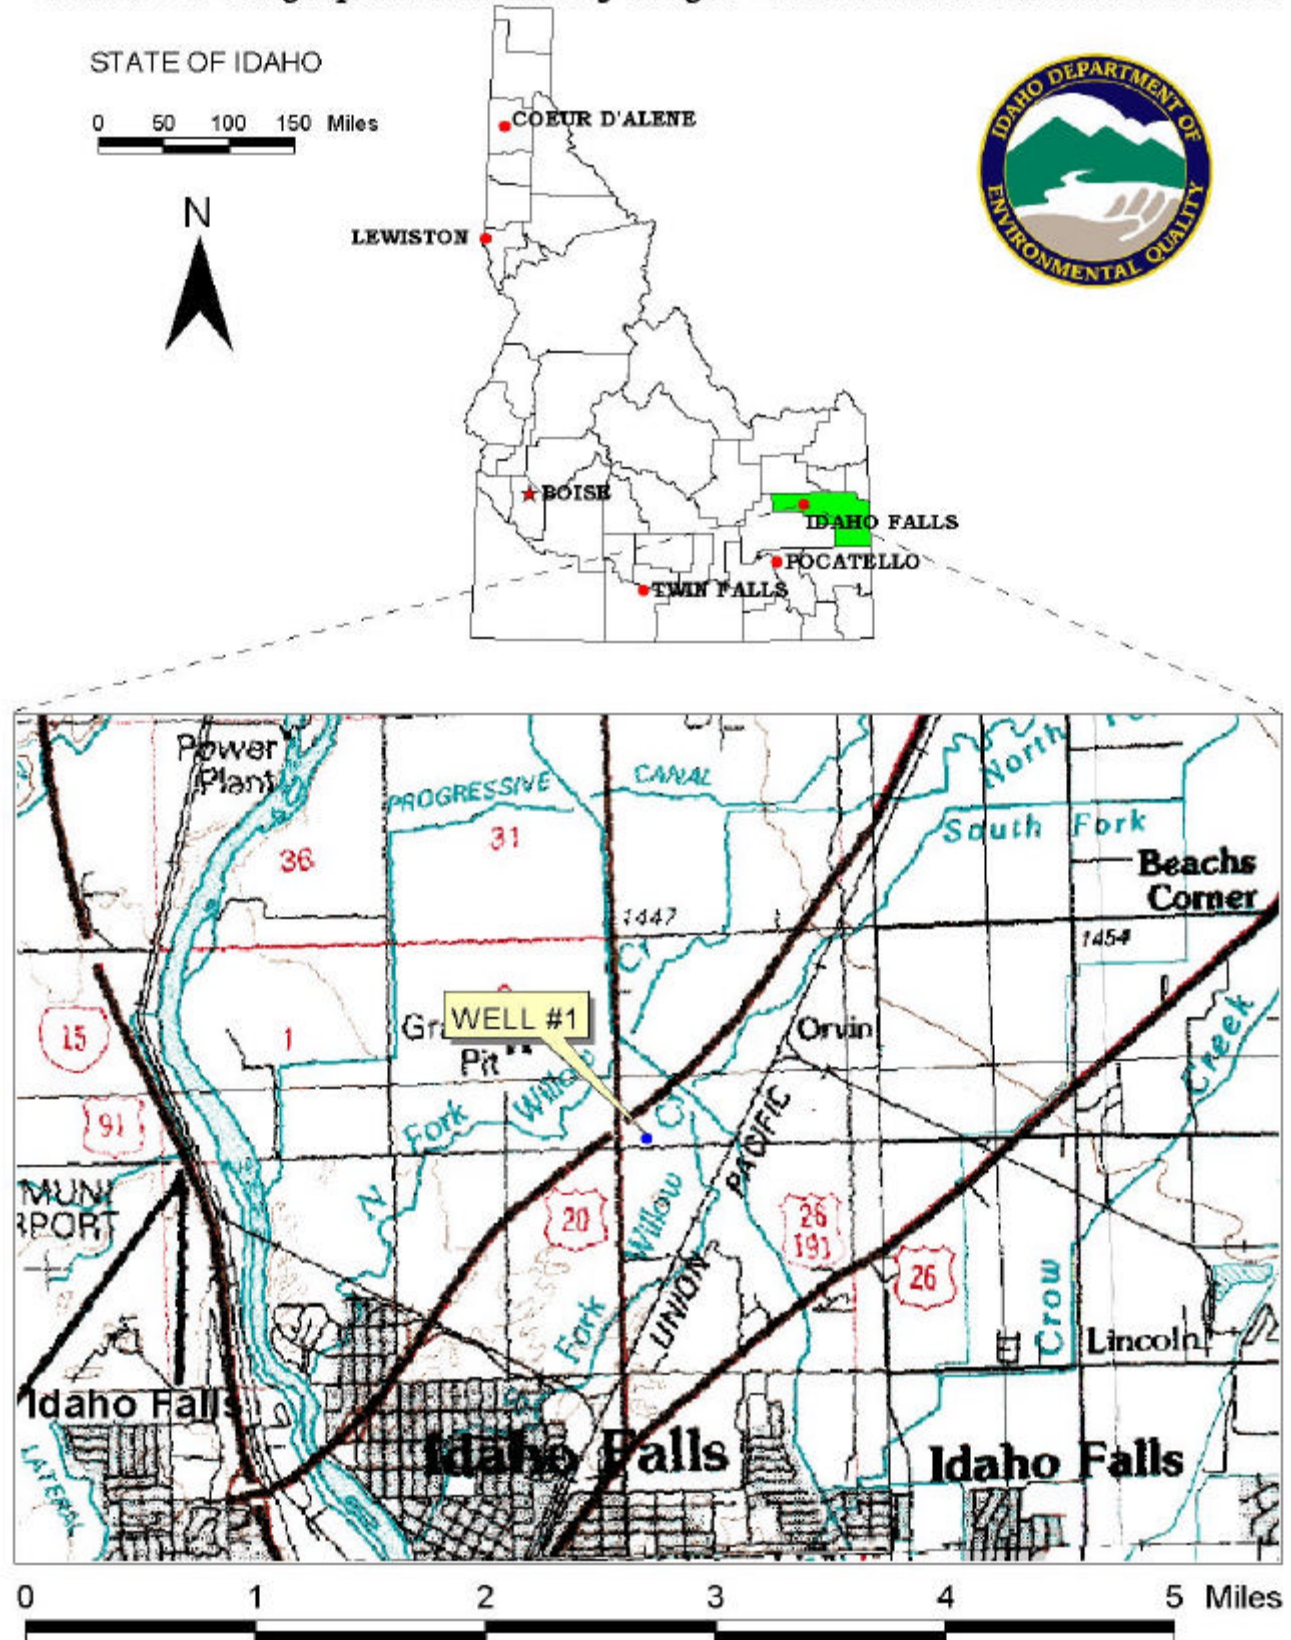 STATE OF IDAHO
0 50 100 150 Miles
N
COEUR D'ALENE
LEWISTON
BOISE
IDAHO FALLS
POCATELLO
TWIN FALLS
IDAHO DEPARTMENT OF
ENVIRONMENTAL QUALITY
Power
Plant
PROGRESSIVE CANAL
North
South Fork
36
31
Beachs
Corner
1447
1454
15
1
WELL #1
Pit
Orvin
Creek
91
Fork Willow
Cr
N
PACIFIC
MUNI
RPORT
20
Willow
26
191
26
UNION
Fork
Crow
Lincoln
Idaho Falls
Idaho Falls
Idaho Falls
LATERAL
0 1 2 3 4 5 Miles